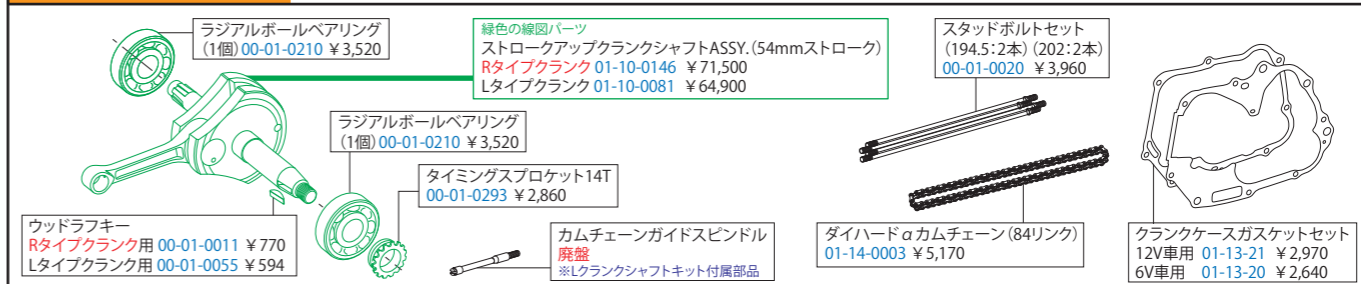 ラジアルボールベアリング
(1個) 00-01-0210 ￥3,520
緑色の線図パーツ
ストロークアップクランクシャフトASSY.(54mmストローク)
Rタイプクランク 01-10-0146 ￥71,500
Lタイプクランク 01-10-0081 ￥64,900
スタッドボルトセット
(194.5：2本) (202：2本)
00-01-0020 ￥3,960
ラジアルボールベアリング
(1個) 00-01-0210 ￥3,520
タイミングスプロケット14T
00-01-0293 ￥2,860
ウッドラフキー
Rタイプクランク用 00-01-0011 ￥770
Lタイプクランク用 00-01-0055 ￥594
カムチェーンガイドスピンドル
廃盤
※Lクランクシャフトキット付属部品
ダイハードαカムチェーン (84リンク)
01-14-0003 ￥5,170
クランクケースガスケットセット
12V車用 01-13-21 ￥2,970
6V車用 01-13-20 ￥2,640